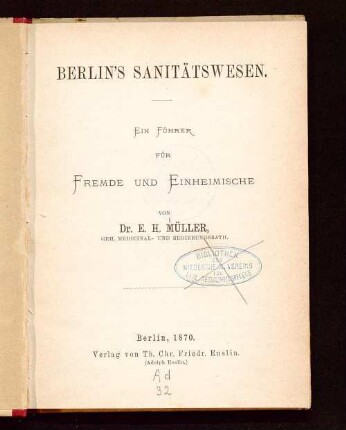 BERLIN'S SANITÄTSWESEN.
EIN FÜHRER
FÜR
FREMDE UND EINHEIMISCHE
VON
Dr. E. H. MÜLLER,
GEH. MEDICINAL- UND REGIERUNGSRATH.
BIBLIOTHEK
Berlin, 1870.
Verlag von Th. Chr. Friedr. Enslin.
(Adolph Enslin.)
Ad
32